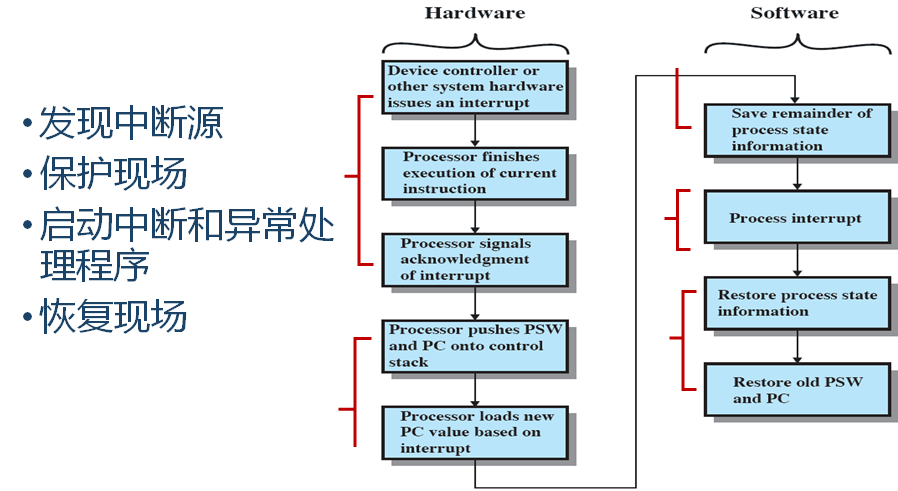 • 发现中断源
• 保护现场
• 启动中断和异常处
理程序
• 恢复现场
Hardware
Device controller or
other system hardware
issues an interrupt
Processor finishes
execution of current
instruction
Processor signals
acknowledgment
of interrupt
Processor pushes PSW
and PC onto control
stack
Processor loads new
PC value based on
interrupt
Software
Save remainder of
process state
information
Process interrupt
Restore process state
information
Restore old PSW
and PC